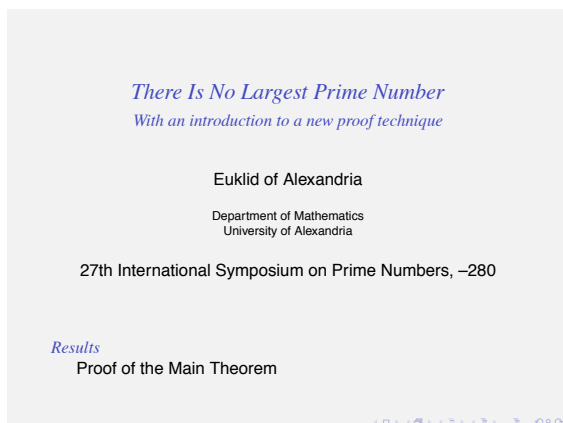 There Is No Largest Prime Number
With an introduction to a new proof technique
Euklid of Alexandria
Department of Mathematics
University of Alexandria
27th International Symposium on Prime Numbers, –280
Results
Proof of the Main Theorem